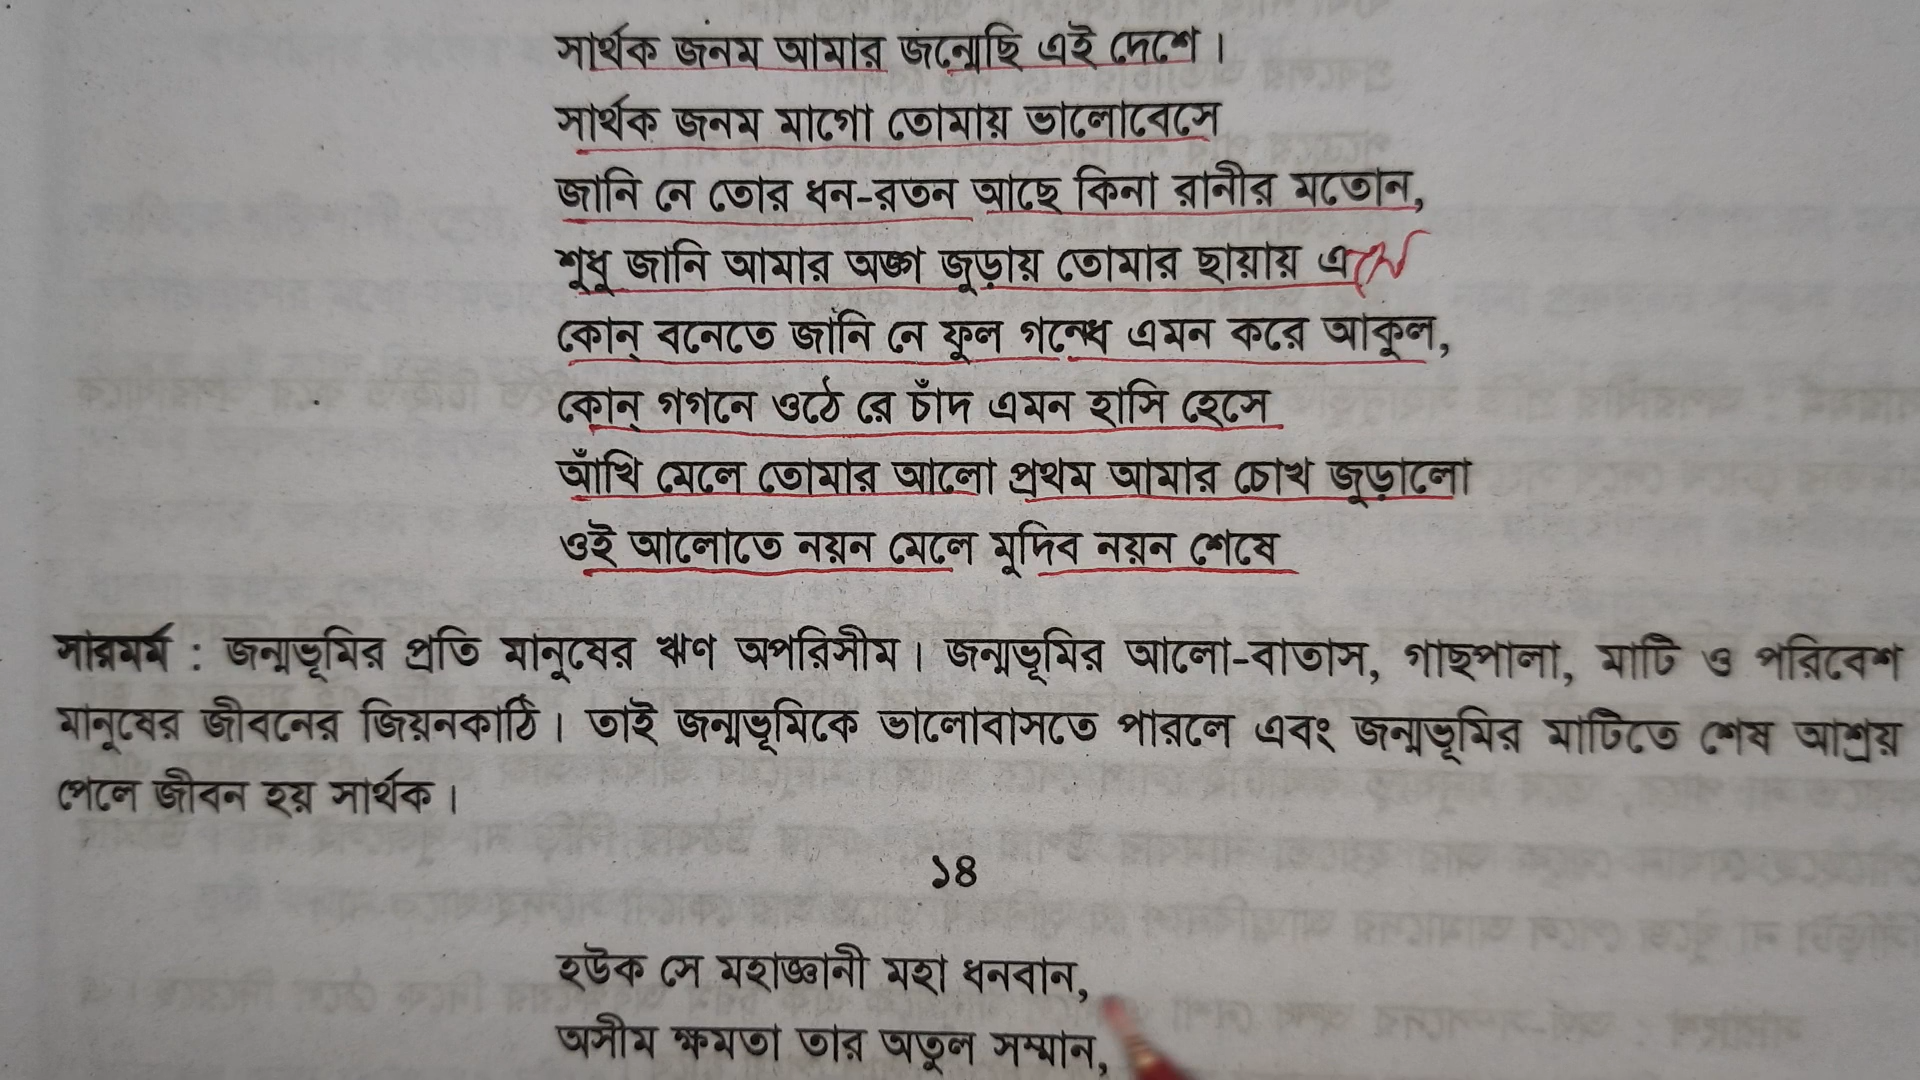 সার্থক জনম আমার জন্মেছি এই দেশে।
সার্থক জনম মাগো তোমায় ভালোবেসে
জানি নে তোর ধন-রতন আছে কিনা রানীর মতোন,
শুধু জানি আমার অঙ্গ জুড়ায় তোমার ছায়ায় এসে
কোন্ বনেতে জানি নে ফুল গন্ধে এমন করে আকুল,
কোন্ গগনে ওঠে রে চাঁদ এমন হাসি হেসে
আঁখি মেলে তোমার আলো প্রথম আমার চোখ জুড়ালো
ওই আলোতে নয়ন মেলে মুদিব নয়ন শেষে
সারমর্ম : জন্মভূমির প্রতি মানুষের ঋণ অপরিসীম। জন্মভূমির আলো-বাতাস, গাছপালা, মাটি ও পরিবেশ
মানুষের জীবনের জিয়নকাঠি। তাই জন্মভূমিকে ভালোবাসতে পারলে এবং জন্মভূমির মাটিতে শেষ আশ্রয়
পেলে জীবন হয় সার্থক।
১৪
হউক সে মহাজ্ঞানী মহা ধনবান,
অসীম ক্ষমতা তার অতুল সম্মান,